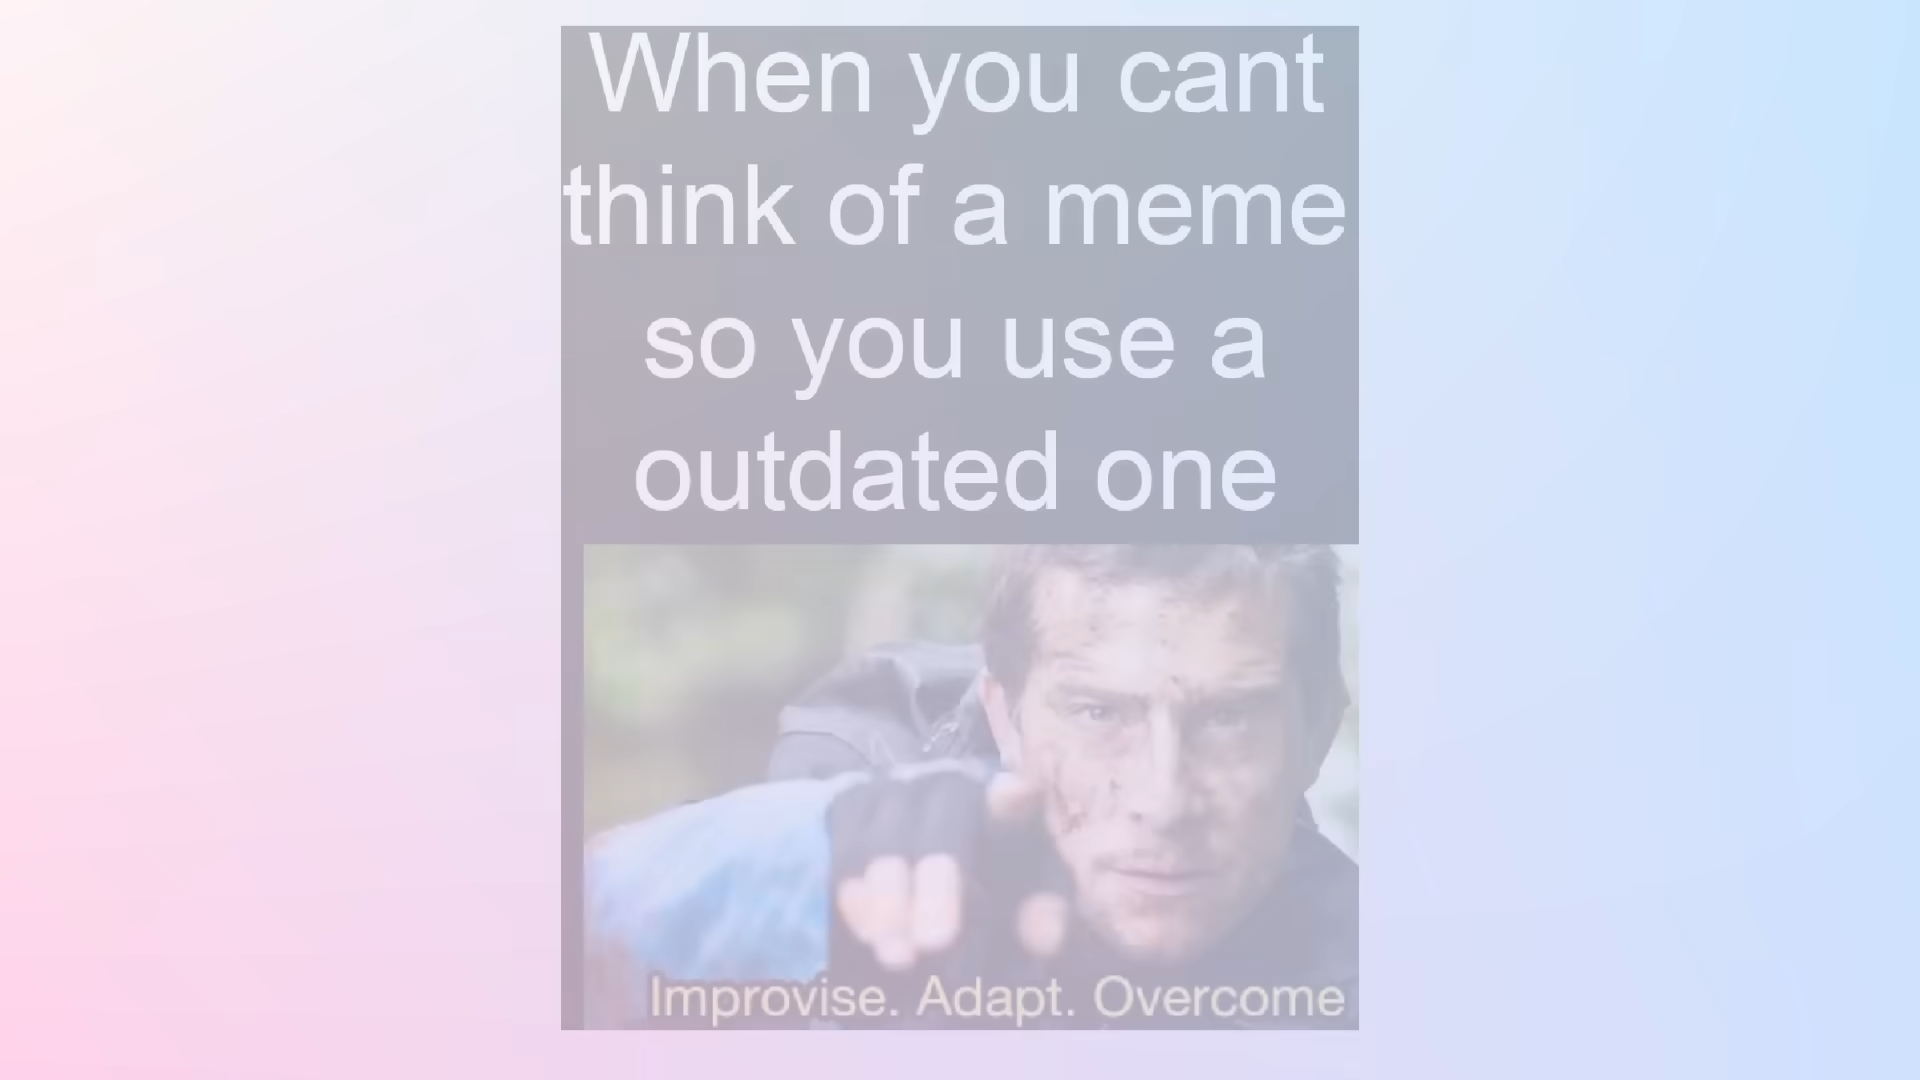 When you cant
think of a meme
so you use a
outdated one
Improvise. Adapt. Overcome